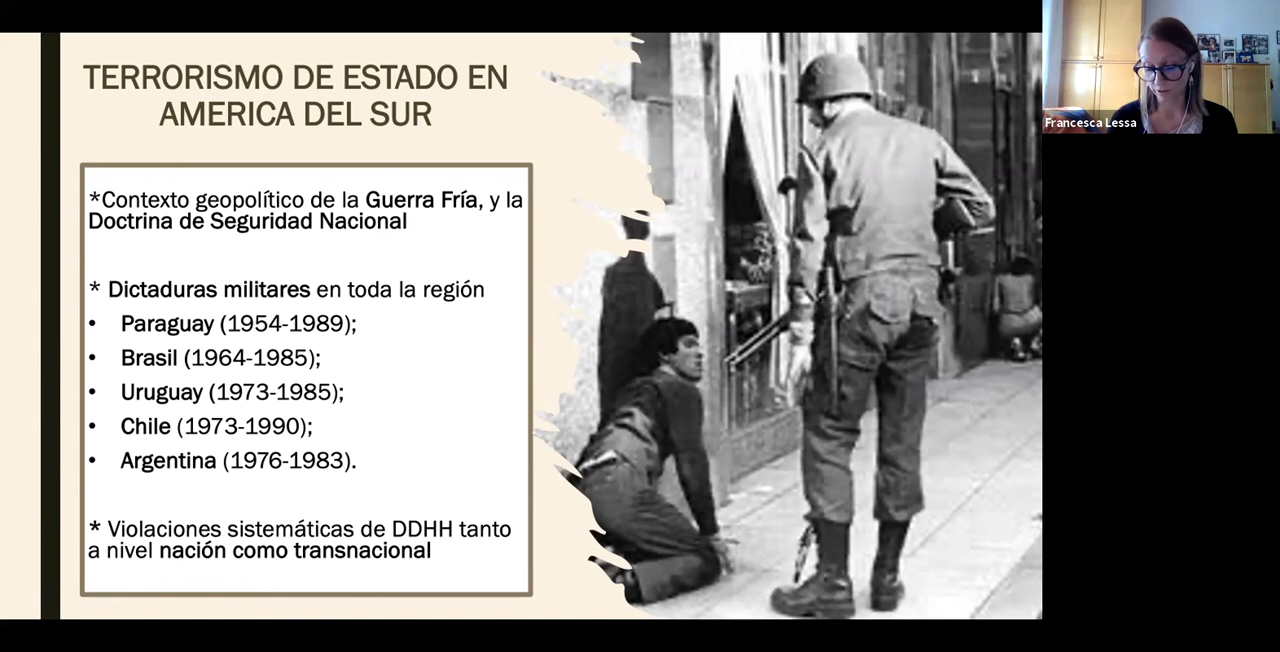 TERRORISMO DE ESTADO EN
AMERICA DEL SUR
*Contexto geopolítico de la Guerra Fría, y la
Doctrina de Seguridad Nacional
* Dictaduras militares en toda la región
• Paraguay (1954-1989);
• Brasil (1964-1985);
• Uruguay (1973-1985);
• Chile (1973-1990);
• Argentina (1976-1983).
* Violaciones sistemáticas de DDHH tanto
a nivel nación como transnacional
Francesca Lessa